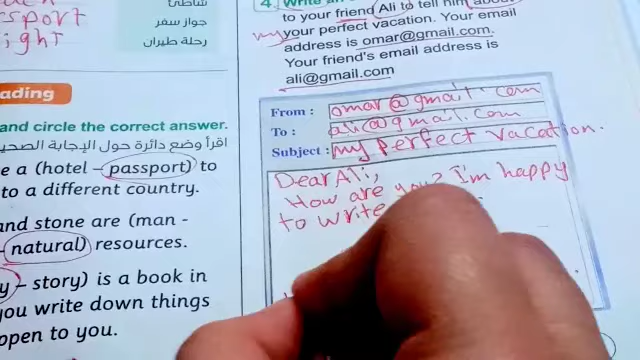 sport
ight
شاطئ
جواز سفر
رحلة طيران
ading
and circle the correct answer.
اقرأ وضع دائرة حول الإجابة الصحي
e a (hotel – passport) to
to a different country.
and stone are (man -
natural) resources.
y – story) is a book in
you write down things
open to you.
4. Write an
to your friend Ali to tell him about
my your perfect vacation. Your email
address is omar@gmail.com.
Your friend's email address is
ali@gmail.com
From : omar@gmail.com
To : ali@gmail.com
Subject : my perfect vacation.
Dear Ali,
How are you? I'm happy
to write